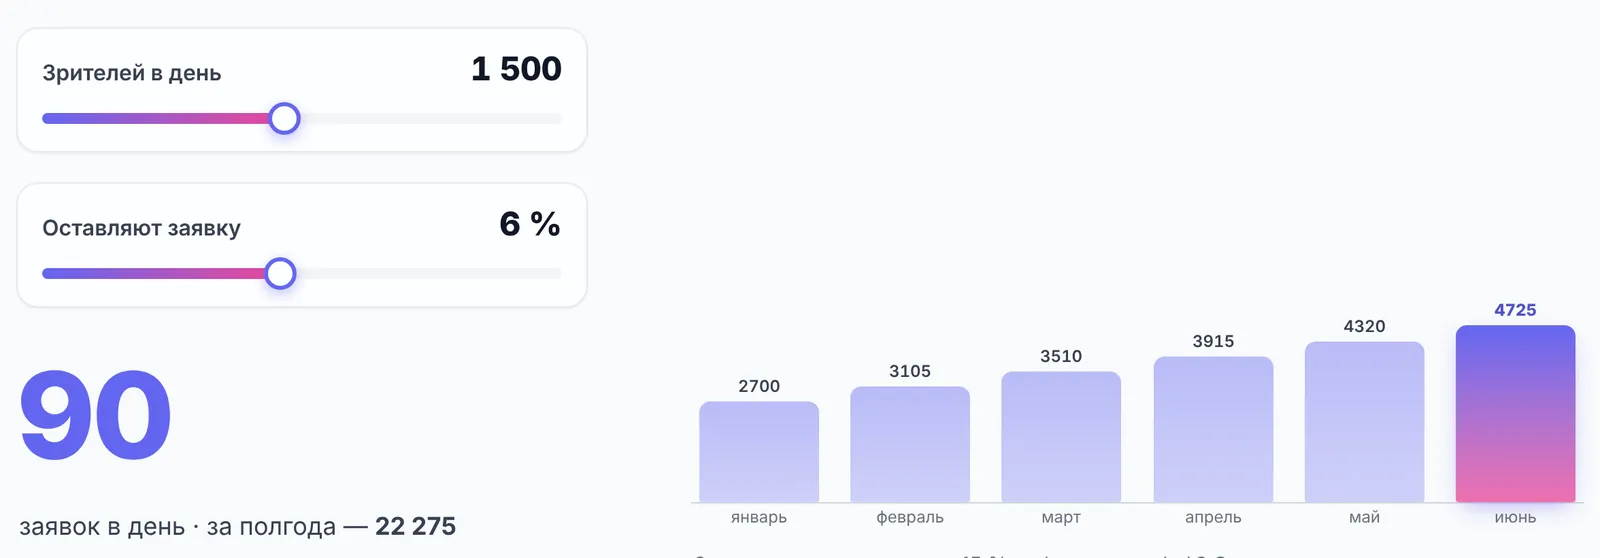 Зрителей в день 1 500
Оставляют заявку 6 %
90
заявок в день · за полгода — 22 275
2700 3105 3510 3915 4320 4725
январь февраль март апрель май июнь